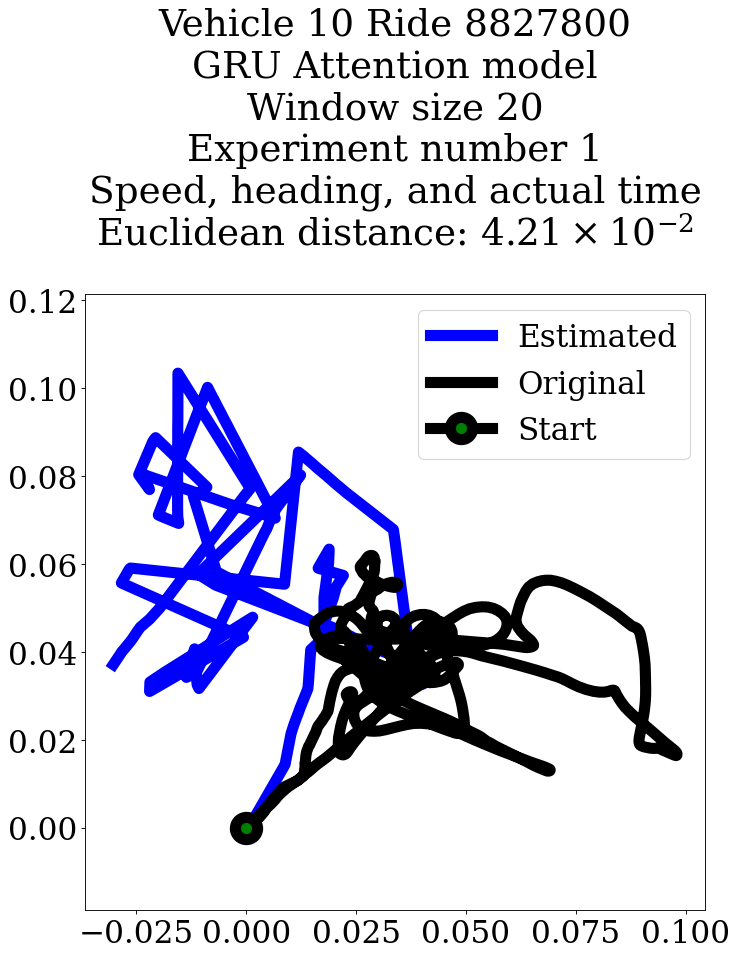 Vehicle 10 Ride 8827800
GRU Attention model
Window size 20
Experiment number 1
Speed, heading, and actual time
Euclidean distance: 4.21 × 10⁻²
Estimated
Original
Start
0.12
0.10
0.08
0.06
0.04
0.02
0.00
−0.025 0.000 0.025 0.050 0.075 0.100